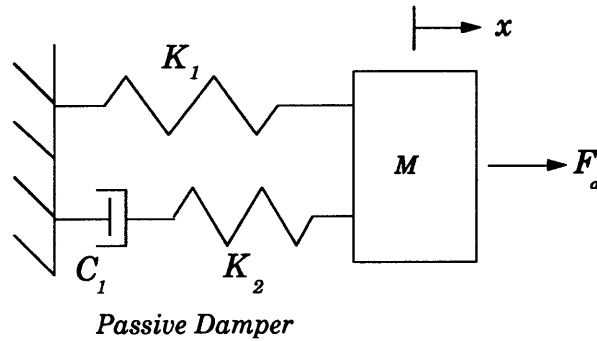 x
K₁
M
Fₐ
C₁
K₂
Passive Damper